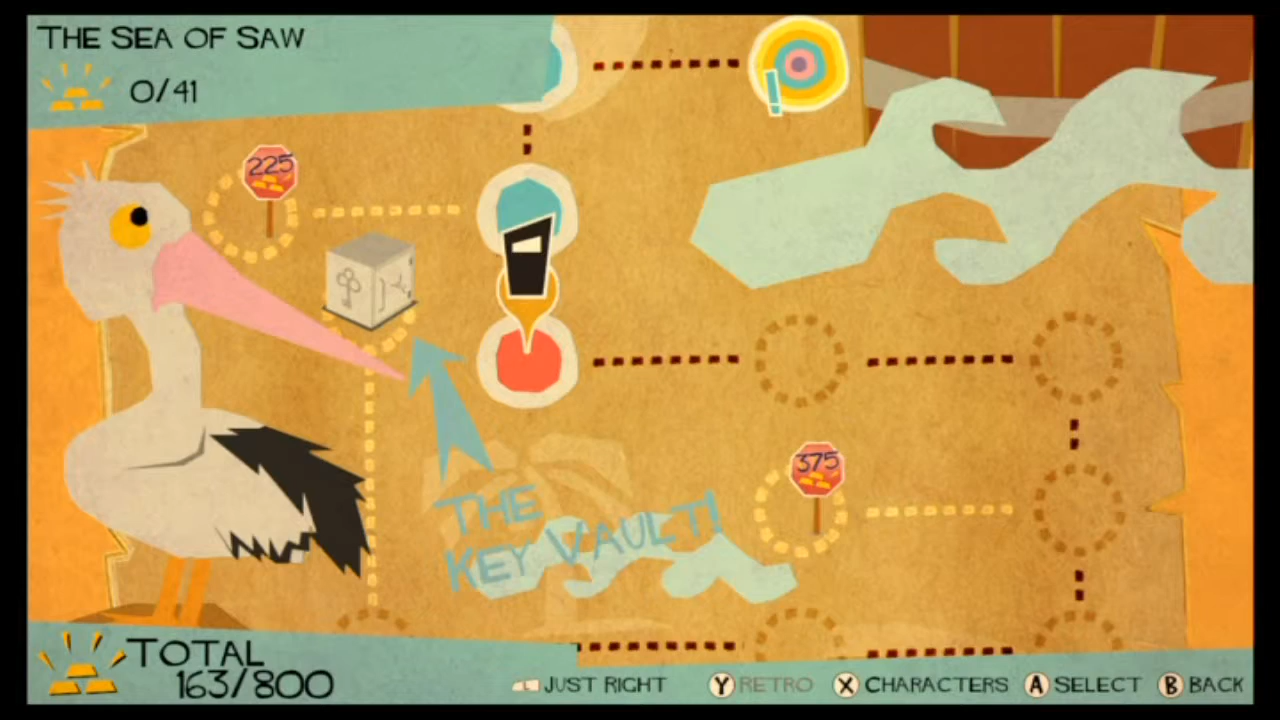 THE SEA OF SAW
0/41
225
375
THE
KEY VAULT!
TOTAL
163/800
L JUST RIGHT Y RETRO X CHARACTERS A SELECT B BACK